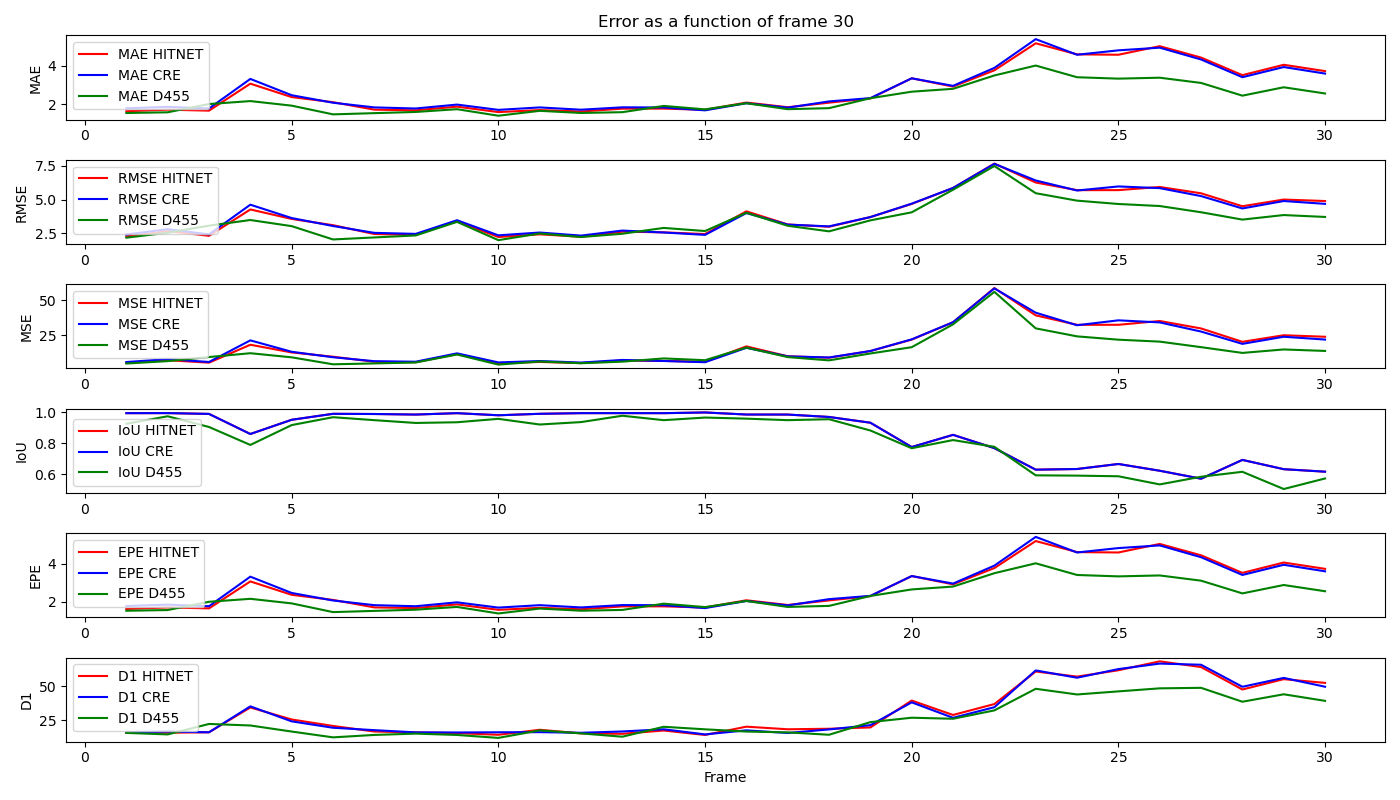 Error as a function of frame 30
MAE
4
2
MAE HITNET
MAE CRE
MAE D455
0 5 10 15 20 25 30
RMSE
7.5
5.0
2.5
RMSE HITNET
RMSE CRE
RMSE D455
0 5 10 15 20 25 30
MSE
50
25
MSE HITNET
MSE CRE
MSE D455
0 5 10 15 20 25 30
IoU
1.0
0.8
0.6
IoU HITNET
IoU CRE
IoU D455
0 5 10 15 20 25 30
EPE
4
2
EPE HITNET
EPE CRE
EPE D455
0 5 10 15 20 25 30
D1
50
25
D1 HITNET
D1 CRE
D1 D455
0 5 10 15 20 25 30
Frame